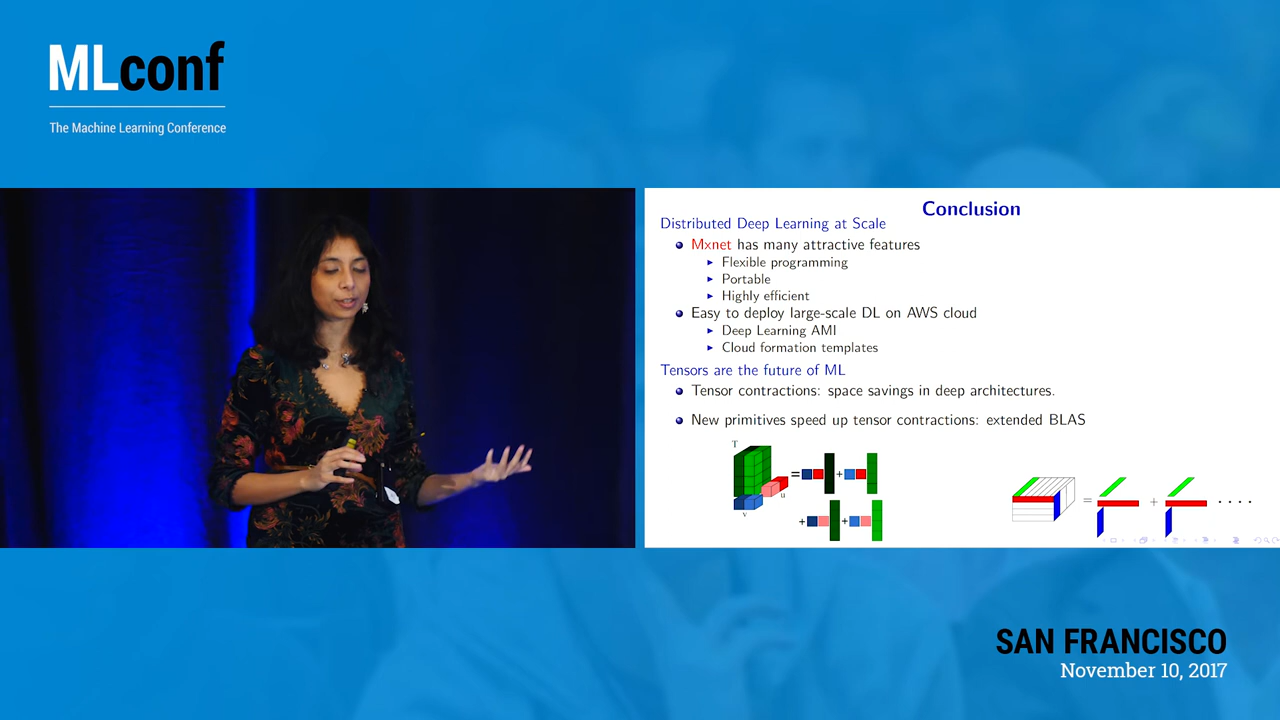 MLconf
The Machine Learning Conference
Conclusion
Distributed Deep Learning at Scale
Mxnet has many attractive features
Flexible programming
Portable
Highly efficient
Easy to deploy large-scale DL on AWS cloud
Deep Learning AMI
Cloud formation templates
Tensors are the future of ML
Tensor contractions: space savings in deep architectures.
New primitives speed up tensor contractions: extended BLAS
T
= +
u
v
+ +
= + ....
SAN FRANCISCO
November 10, 2017